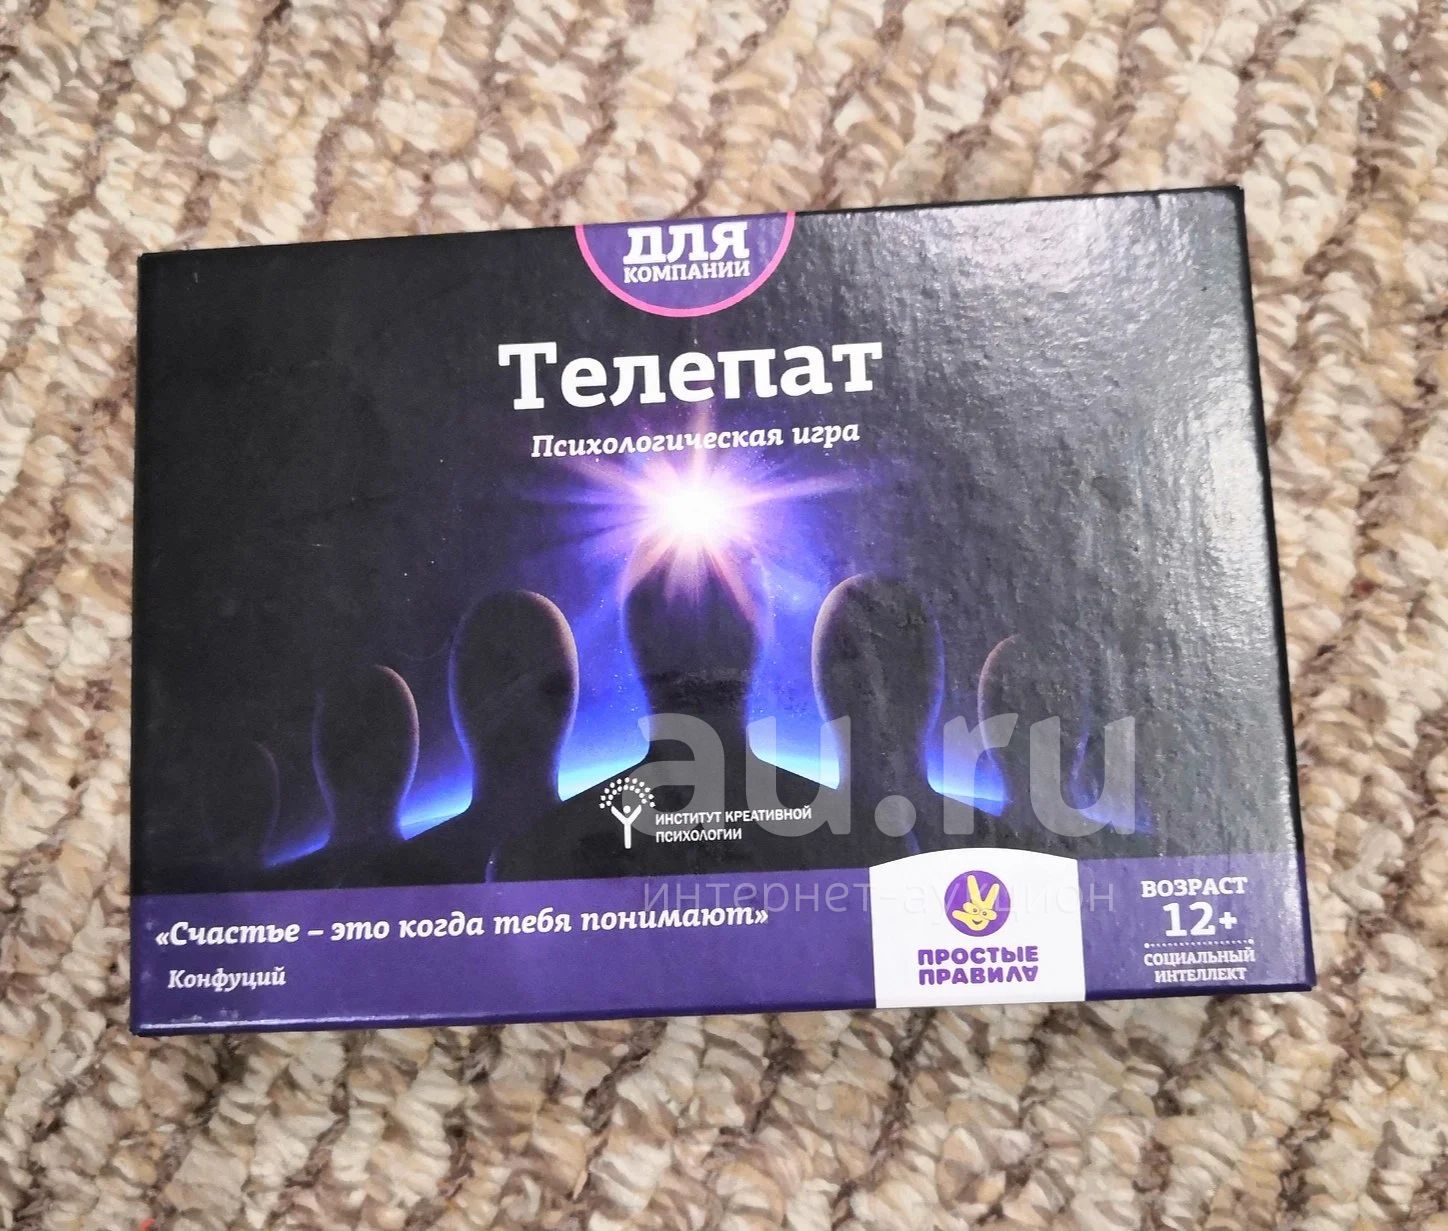 для
компании
Телепат
Психологическая игра
ИНСТИТУТ КРЕАТИВНОЙ
ПСИХОЛОГИИ
au.ru
интернет-аукцион
«Счастье – это когда тебя понимают»
Конфуций
ПРОСТЫЕ
ПРАВИЛА
ВОЗРАСТ
12+
СОЦИАЛЬНЫЙ
ИНТЕЛЛЕКТ